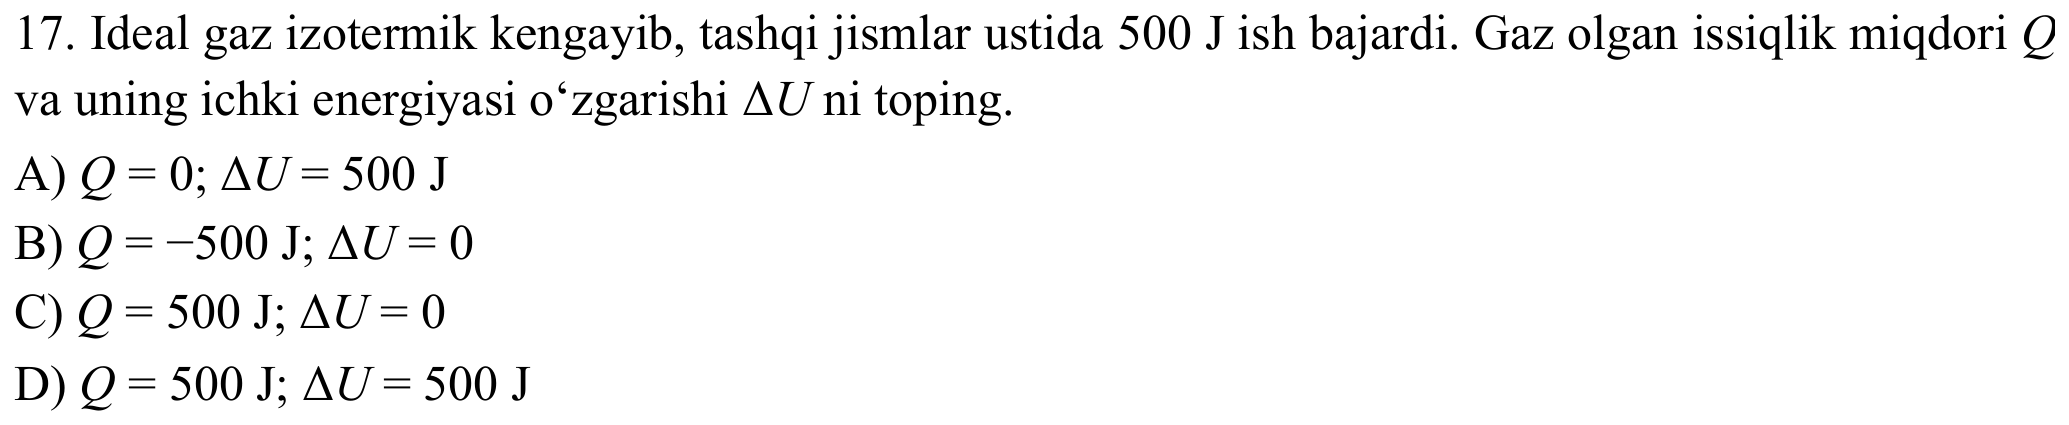 17. Ideal gaz izotermik kengayib, tashqi jismlar ustida 500 J ish bajardi. Gaz olgan issiqlik miqdori Q
va uning ichki energiyasi o‘zgarishi ΔU ni toping.
A) Q = 0; ΔU = 500 J
B) Q = −500 J; ΔU = 0
C) Q = 500 J; ΔU = 0
D) Q = 500 J; ΔU = 500 J